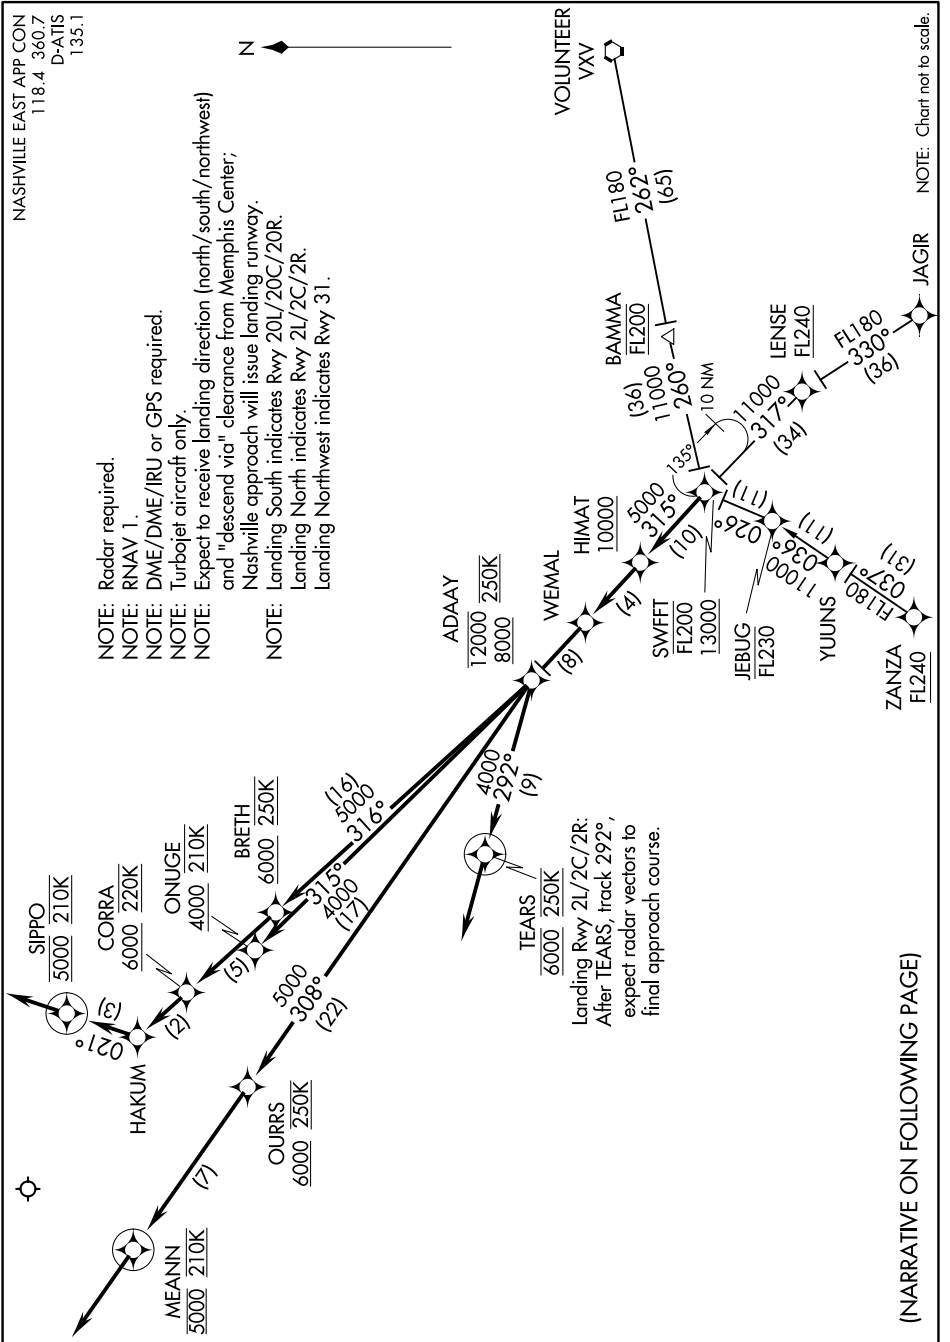 NASHVILLE EAST APP CON
118.4 360.7
D-ATIS
135.1
N
NOTE: Radar required.
NOTE: RNAV 1.
NOTE: DME/DME/IRU or GPS required.
NOTE: Turbojet aircraft only.
NOTE: Expect to receive landing direction (north/south/northwest)
and "descend via" clearance from Memphis Center;
Nashville approach will issue landing runway.
NOTE: Landing South indicates Rwy 20L/20C/20R.
Landing North indicates Rwy 2L/2C/2R.
Landing Northwest indicates Rwy 31.
SIPPO
5000 210K
(3)
021°
HAKUM
(2)
CORRA
6000 220K
ONUGE
4000 210K
(5)
BRETH
6000 250K
(16)
5000
316°
315°
4000
(17)
MEANN
5000 210K
(7)
OURRS
6000 250K
5000
308°
(22)
ADAAY
12000 250K
8000
4000
292°
(9)
TEARS
6000 250K
Landing Rwy 2L/2C/2R:
After TEARS, track 292°,
expect radar vectors to
final approach course.
(8)
WEMAL
(4)
HIMAT
10000
5000
315°
(10)
SWFFT
FL200
13000
VOLUNTEER
VXV
FL180
262°
(65)
BAMMA
FL200
(36)
11000
260°
10 NM
135°
11000
317°
(34)
LENSE
FL240
FL180
330°
(36)
JAGIR
(11)
026°
JEBUG
FL230
(11)
036°
11000
YUUNS
(31)
037°
FL180
ZANZA
FL240
NOTE: Chart not to scale.
(NARRATIVE ON FOLLOWING PAGE)